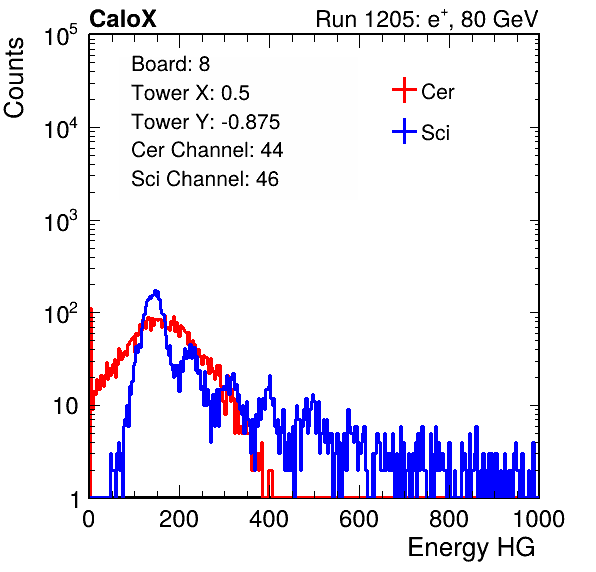 CaloX Run 1205: e⁺, 80 GeV
Counts
10⁵
10⁴
10³
10²
10
1
Board: 8
Tower X: 0.5
Tower Y: -0.875
Cer Channel: 44
Sci Channel: 46
Cer
Sci
0 200 400 600 800 1000
Energy HG